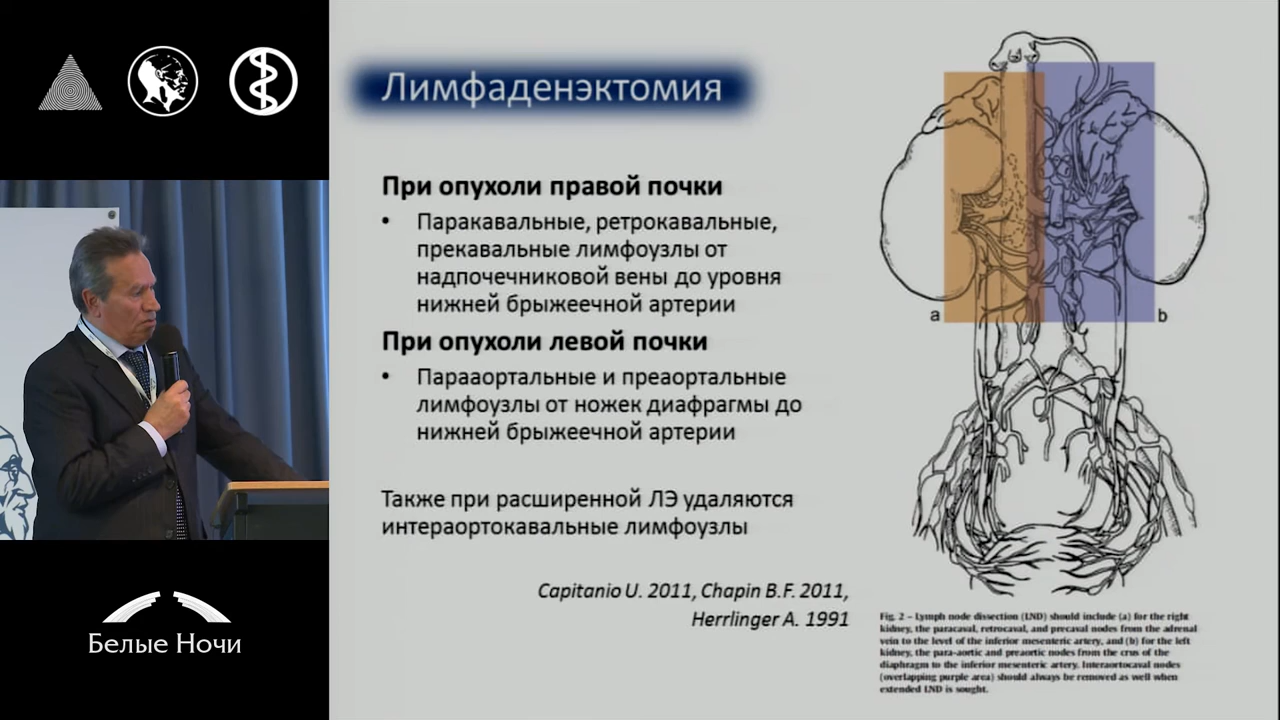 Лимфаденэктомия
При опухоли правой почки
• Паракавальные, ретрокавальные,
прекавальные лимфоузлы от
надпочечниковой вены до уровня
нижней брыжеечной артерии
При опухоли левой почки
• Парааортальные и преаортальные
лимфоузлы от ножек диафрагмы до
нижней брыжеечной артерии
Также при расширенной ЛЭ удаляются
интераортокавальные лимфоузлы
Capitanio U. 2011, Chapin B.F. 2011,
Herrlinger A. 1991
a
b
Fig. 2 – Lymph node dissection (LND) should include (a) for the right
kidney, the paracaval, retrocaval, and precaval nodes from the adrenal
vein to the level of the inferior mesenteric artery, and (b) for the left
kidney, the para-aortic and preaortic nodes from the crus of the
diaphragm to the inferior mesenteric artery. Interaortocaval nodes
(overlapping purple area) should always be removed as well when
extended LND is sought.
Белые Ночи